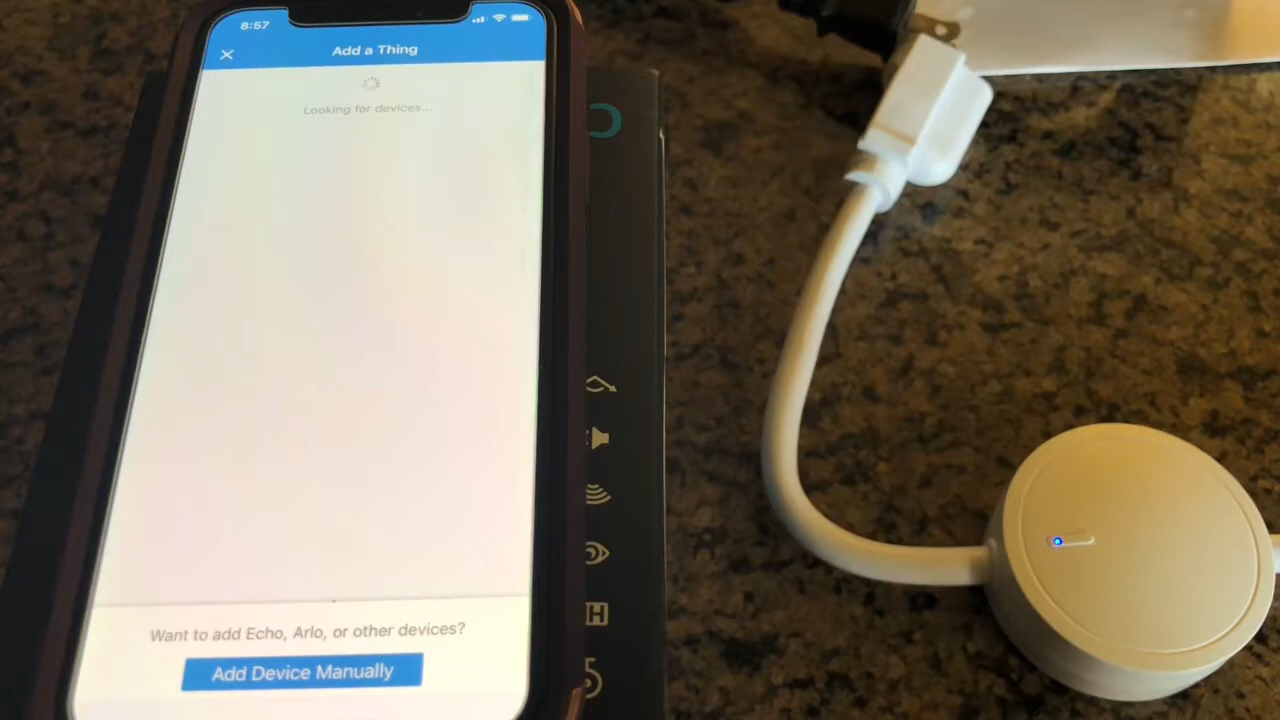 8:57
Add a Thing
Looking for devices...
Want to add Echo, Arlo, or other devices?
Add Device Manually
H